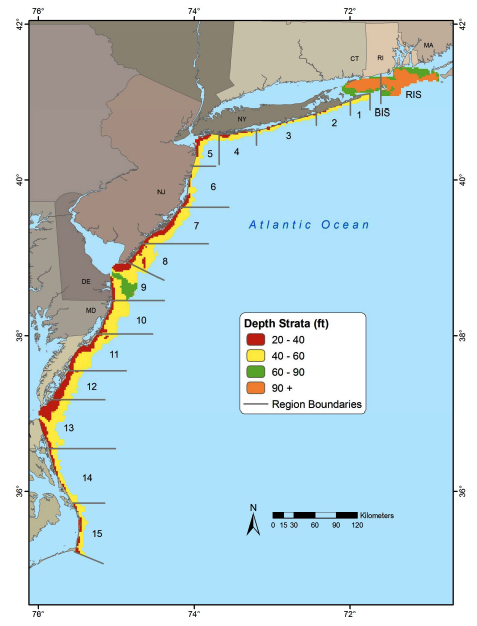 76° 74° 72°
42° 42°
MA
CT RI
RIS
BIS
1
2
NY
3
4
5
40° 40°
6
NJ
7
Atlantic Ocean
8
DE
9
MD
10
38° 38°
11
12
13
14
36° 36°
15
Depth Strata (ft)
20 - 40
40 - 60
60 - 90
90 +
Region Boundaries
N
Kilometers
0 15 30 60 90 120
76° 74° 72°